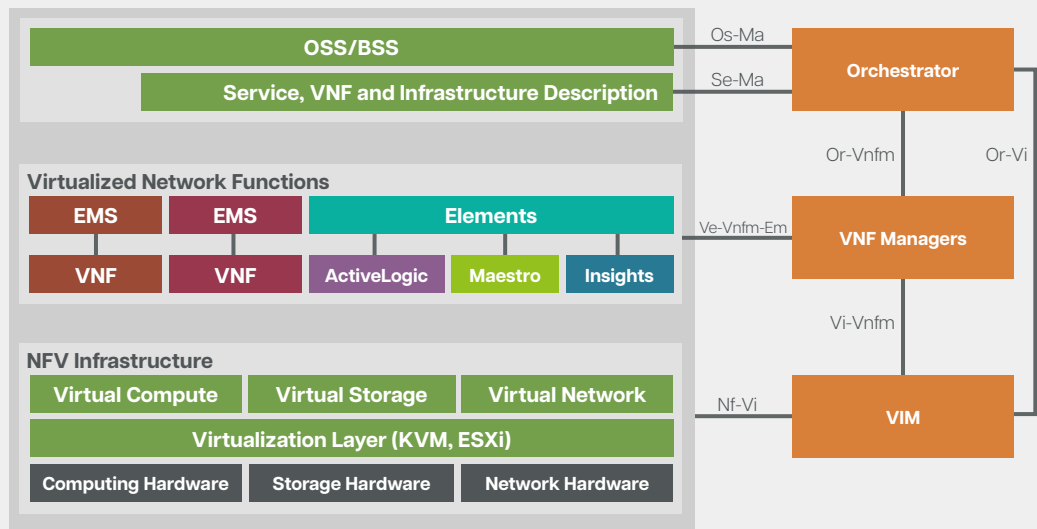 OSS/BSS
Service, VNF and Infrastructure Description
Os-Ma
Se-Ma
Orchestrator
Or-Vnfm
Or-Vi
Virtualized Network Functions
EMS
EMS
Elements
VNF
VNF
ActiveLogic
Maestro
Insights
Ve-Vnfm-Em
VNF Managers
Vi-Vnfm
NFV Infrastructure
Virtual Compute
Virtual Storage
Virtual Network
Virtualization Layer (KVM, ESXi)
Computing Hardware
Storage Hardware
Network Hardware
Nf-Vi
VIM